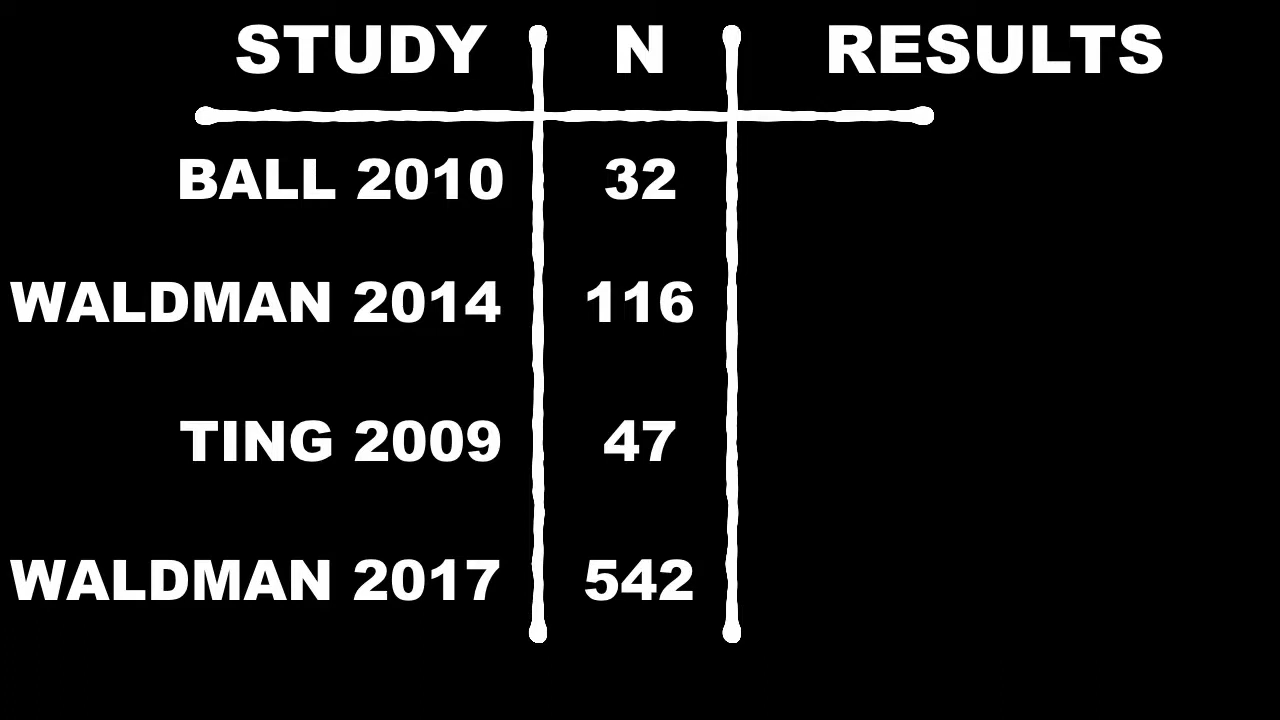 STUDY N RESULTS
BALL 2010 32
WALDMAN 2014 116
TING 2009 47
WALDMAN 2017 542